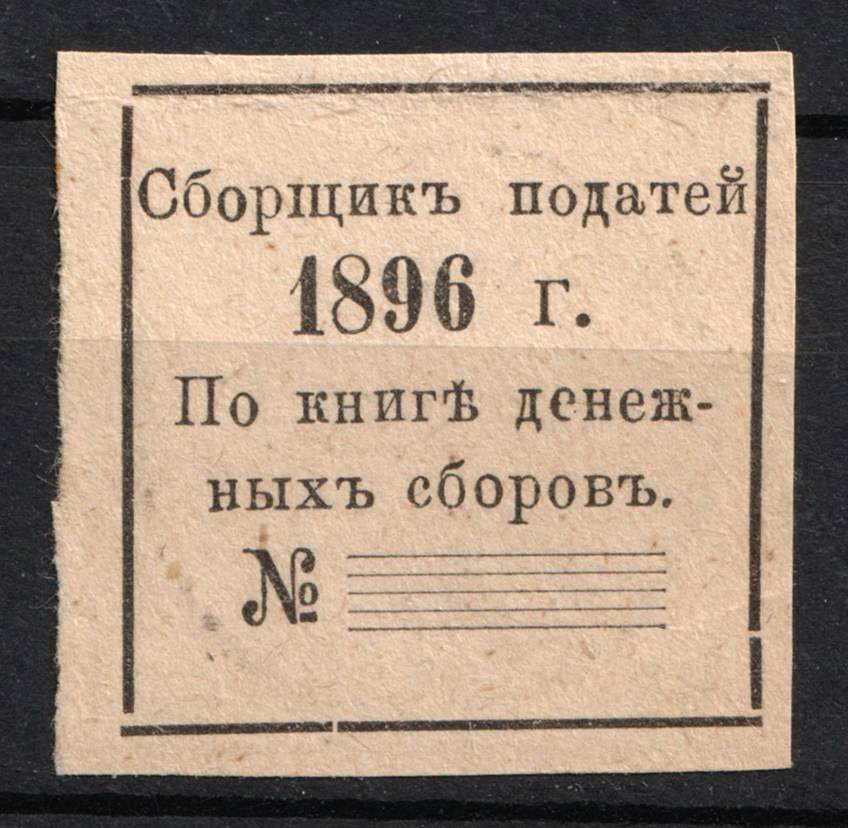 Сборщикъ податей
1896 г.
По книгѣ денеж-
ныхъ сборовъ.
№